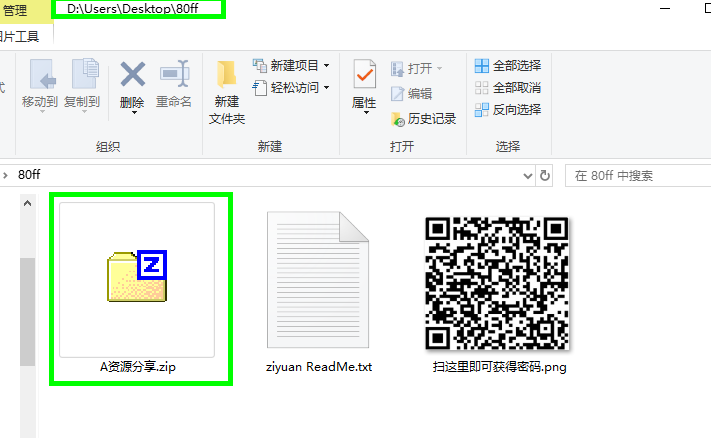 管理
D:\Users\Desktop\80ff
图片工具
移动到
复制到
删除
重命名
组织
新建
文件夹
新建项目
轻松访问
新建
属性
打开
编辑
历史记录
打开
全部选择
全部取消
反向选择
选择
80ff
在 80ff 中搜索
Z
A资源分享.zip
ziyuan ReadMe.txt
扫这里即可获得密码.png